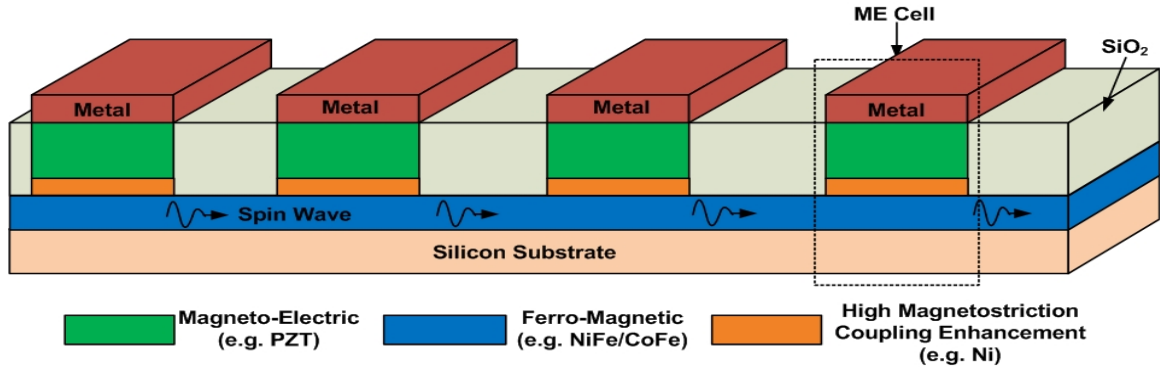 ME Cell
SiO₂
Metal
Metal
Metal
Metal
Spin Wave
Silicon Substrate
Magneto-Electric
(e.g. PZT)
Ferro-Magnetic
(e.g. NiFe/CoFe)
High Magnetostriction
Coupling Enhancement
(e.g. Ni)